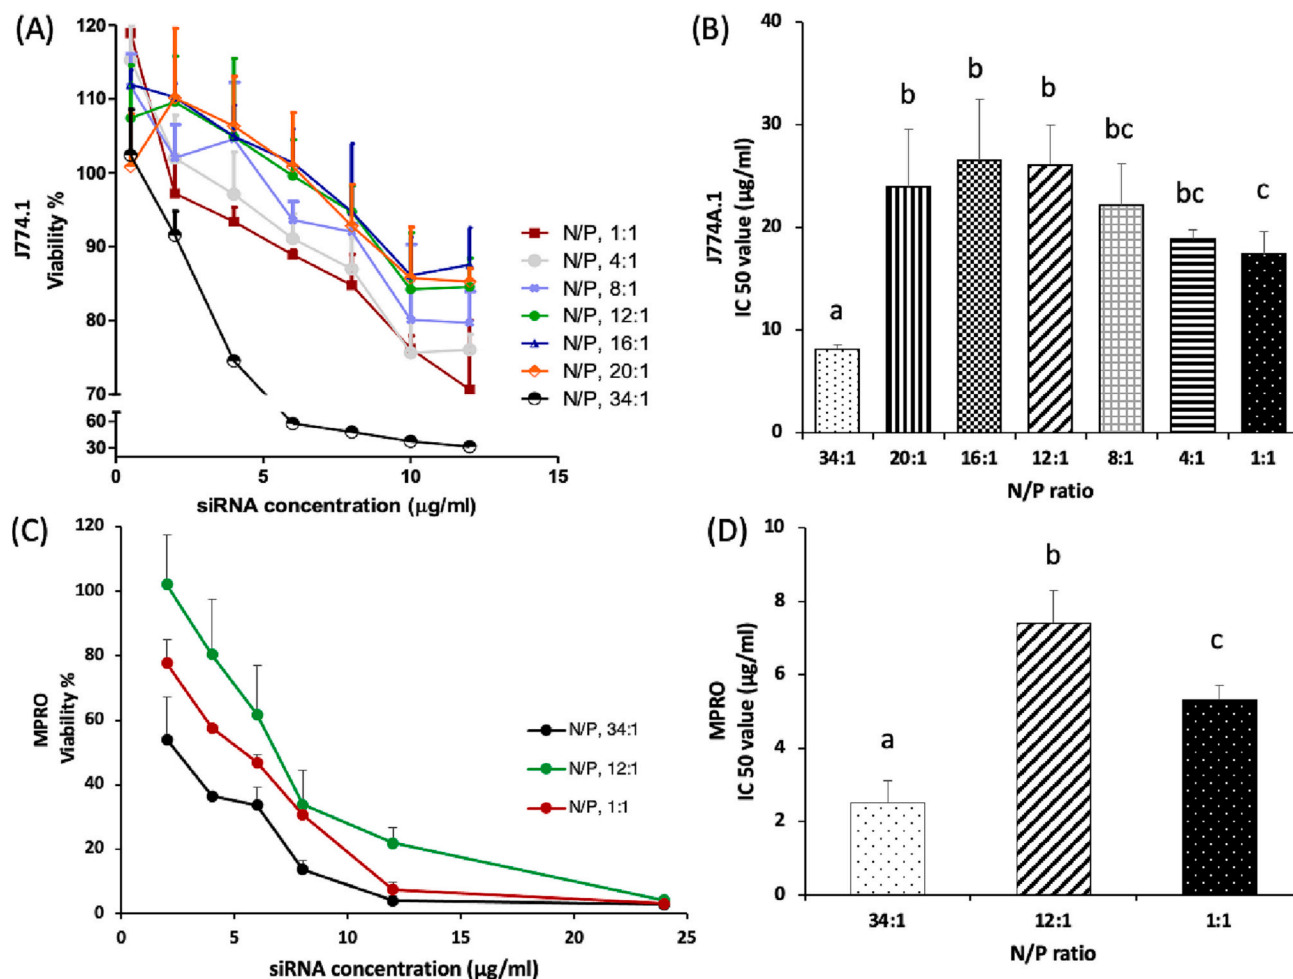 (A)
120
110
100
90
80
70
60
30
J774.1
Viability %
0
5
10
15
siRNA concentration (µg/ml)
N/P, 1:1
N/P, 4:1
N/P, 8:1
N/P, 12:1
N/P, 16:1
N/P, 20:1
N/P, 34:1
(B)
40
30
20
10
0
J774A.1
IC 50 value (µg/ml)
a
b
b
b
bc
bc
c
34:1 20:1 16:1 12:1 8:1 4:1 1:1
N/P ratio
(C)
120
100
80
60
40
20
0
MPRO
Viability %
0 5 10 15 20 25
siRNA concentration (µg/ml)
N/P, 34:1
N/P, 12:1
N/P, 1:1
(D)
10
8
6
4
2
0
MPRO
IC 50 value (µg/ml)
a
b
c
34:1 12:1 1:1
N/P ratio